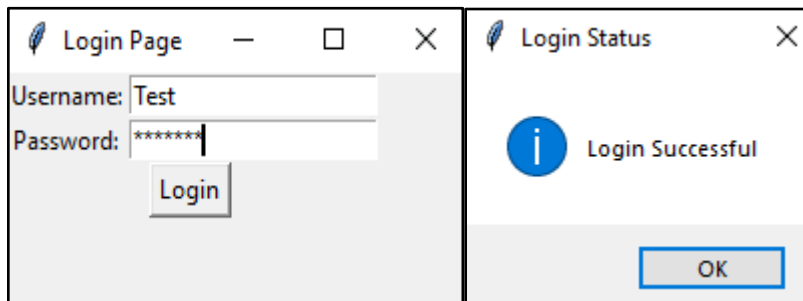 Login Page
Username: Test
Password: *******
Login
Login Status
Login Successful
OK